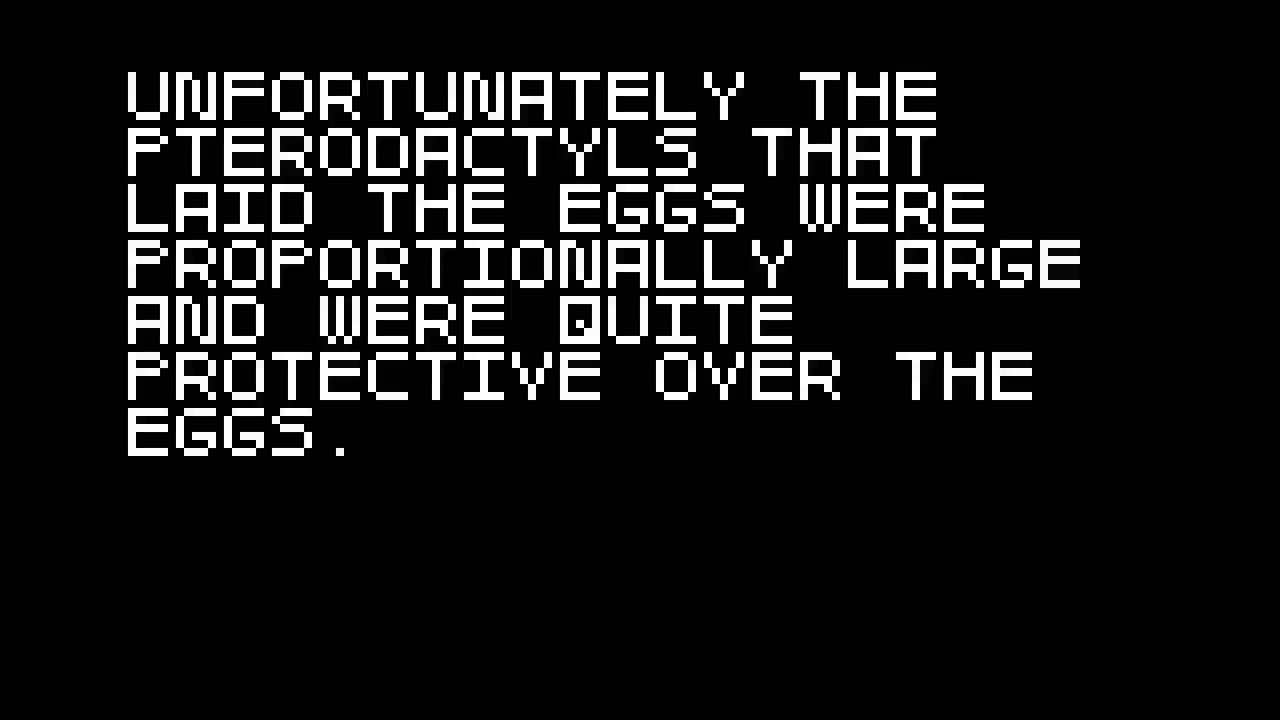 UNFORTUNATELY THE
PTERODACTYLS THAT
LAID THE EGGS WERE
PROPORTIONALLY LARGE
AND WERE QUITE
PROTECTIVE OVER THE
EGGS.